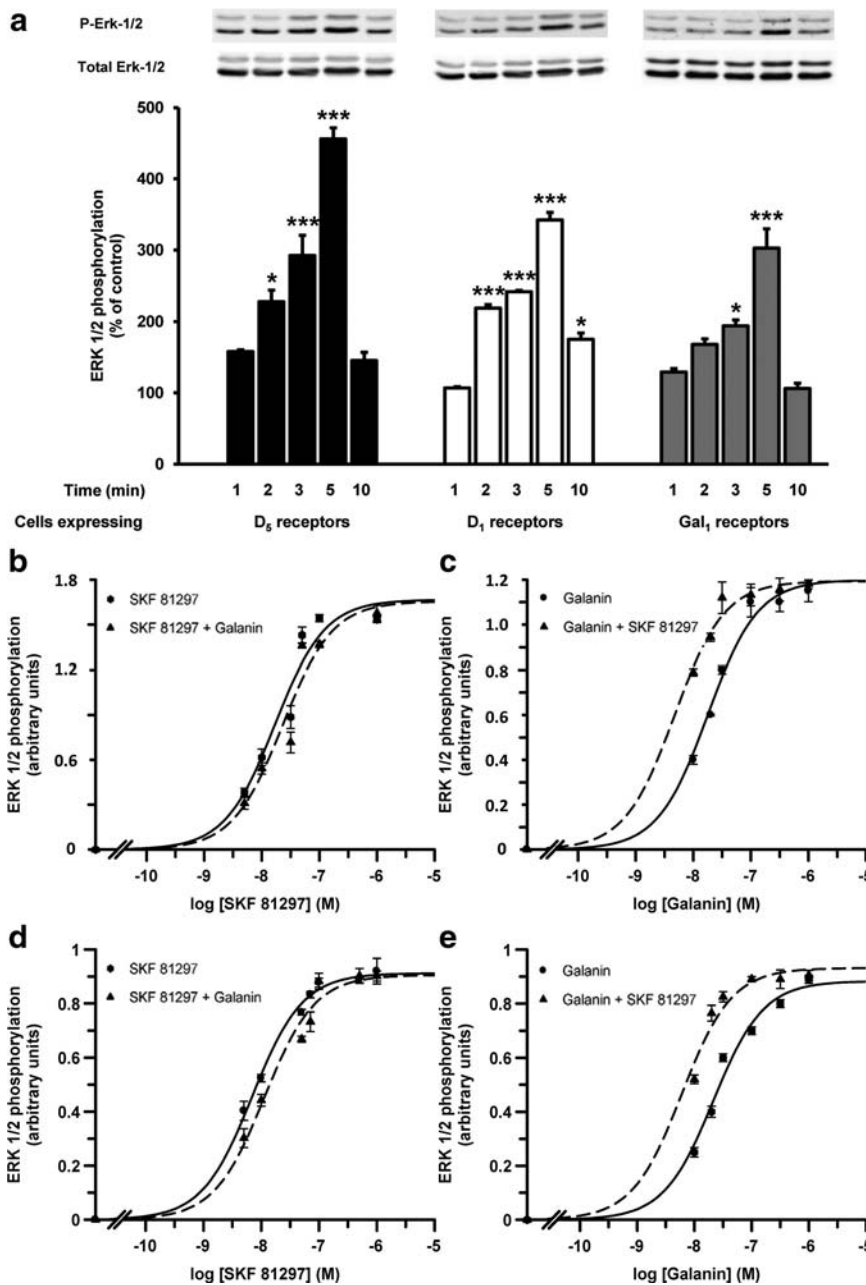 a
P-Erk-1/2
Total Erk-1/2
ERK 1/2 phosphorylation
(% of control)
500
400
300
200
100
0
* *** *** *** *** *** * * ***
Time (min) 1 2 3 5 10 1 2 3 5 10 1 2 3 5 10
Cells expressing D5 receptors D1 receptors Gal1 receptors
b
ERK 1/2 phosphorylation
(arbitrary units)
1.8
1.2
0.6
0
SKF 81297
SKF 81297 + Galanin
-10 -9 -8 -7 -6 -5
log [SKF 81297] (M)
c
ERK 1/2 phosphorylation
(arbitrary units)
1.2
1
0.8
0.6
0.4
0.2
0
Galanin
Galanin + SKF 81297
-10 -9 -8 -7 -6 -5
log [Galanin] (M)
d
ERK 1/2 phosphorylation
(arbitrary units)
1
0.8
0.6
0.4
0.2
0
SKF 81297
SKF 81297 + Galanin
-10 -9 -8 -7 -6 -5
log [SKF 81297] (M)
e
ERK 1/2 phosphorylation
(arbitrary units)
1
0.8
0.6
0.4
0.2
0
Galanin
Galanin + SKF 81297
-10 -9 -8 -7 -6 -5
log [Galanin] (M)